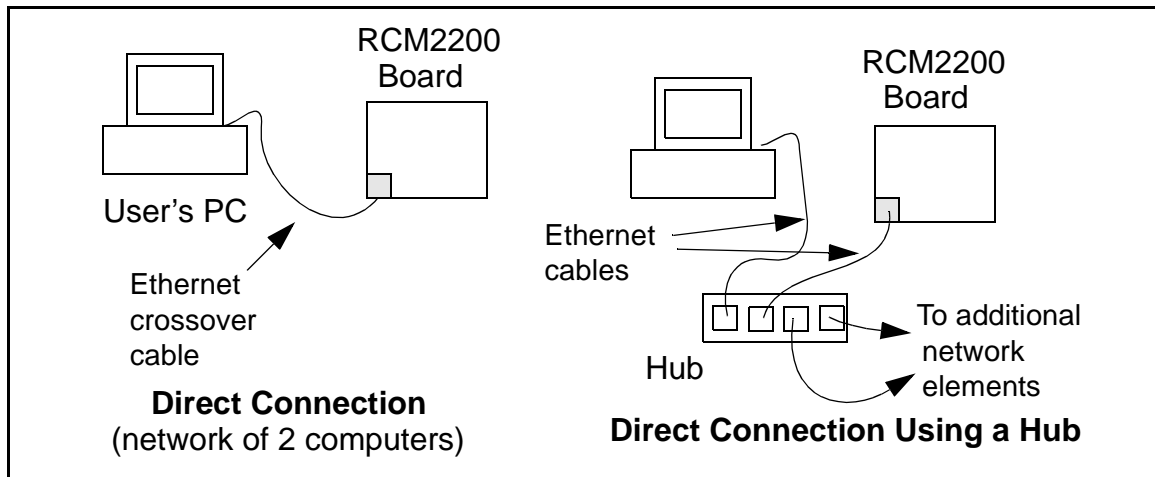 RCM2200
Board
User's PC
Ethernet
crossover
cable
Direct Connection
(network of 2 computers)
RCM2200
Board
Ethernet
cables
Hub
To additional
network
elements
Direct Connection Using a Hub